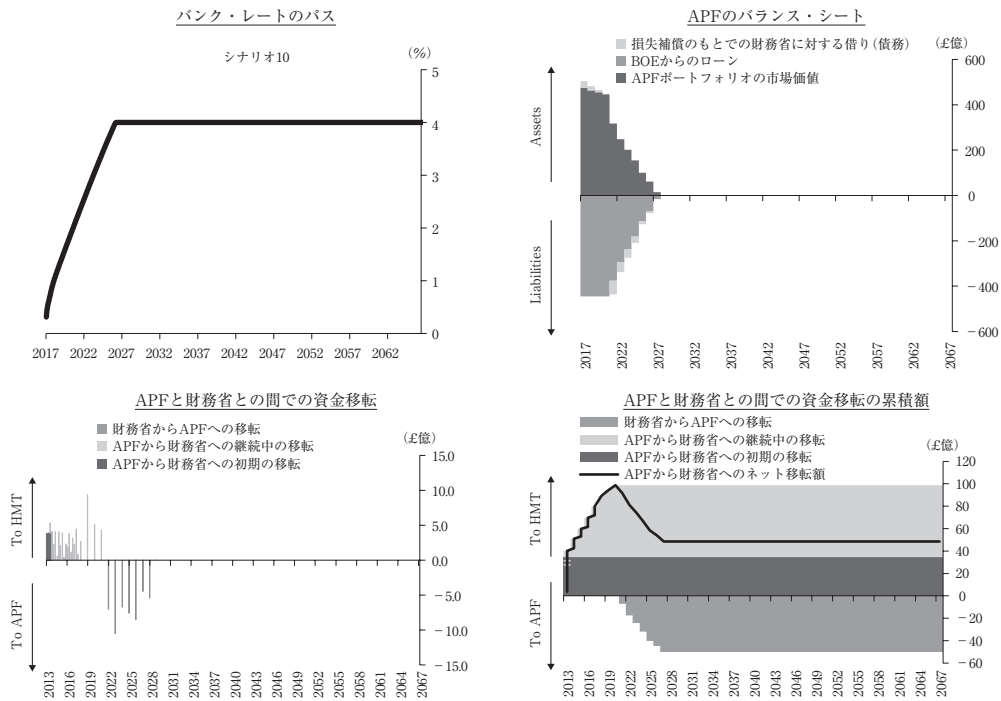 バンク・レートのパス
シナリオ10
(%)
5
4
3
2
1
0
2017 2022 2027 2032 2037 2042 2047 2052 2057 2062
APFのバランス・シート
損失補償のもとでの財務省に対する借り(債務)
BOEからのローン
APFポートフォリオの市場価値
(£億)
600
400
200
0
−200
−400
−600
Assets
Liabilities
2017 2022 2027 2032 2037 2042 2047 2052 2057 2062 2067
APFと財務省との間での資金移転
財務省からAPFへの移転
APFから財務省への継続中の移転
APFから財務省への初期の移転
(£億)
15.0
10.0
5.0
0.0
−5.0
−10.0
−15.0
To HMT
To APF
2013 2016 2019 2022 2025 2028 2031 2034 2037 2040 2043 2046 2049 2052 2055 2058 2061 2064 2067
APFと財務省との間での資金移転の累積額
財務省からAPFへの移転
APFから財務省への継続中の移転
APFから財務省への初期の移転
APFから財務省へのネット移転額
(£億)
120
100
80
60
40
20
0
−20
−40
−60
To HMT
To APF
2013 2016 2019 2022 2025 2028 2031 2034 2037 2040 2043 2046 2049 2052 2055 2058 2061 2064 2067